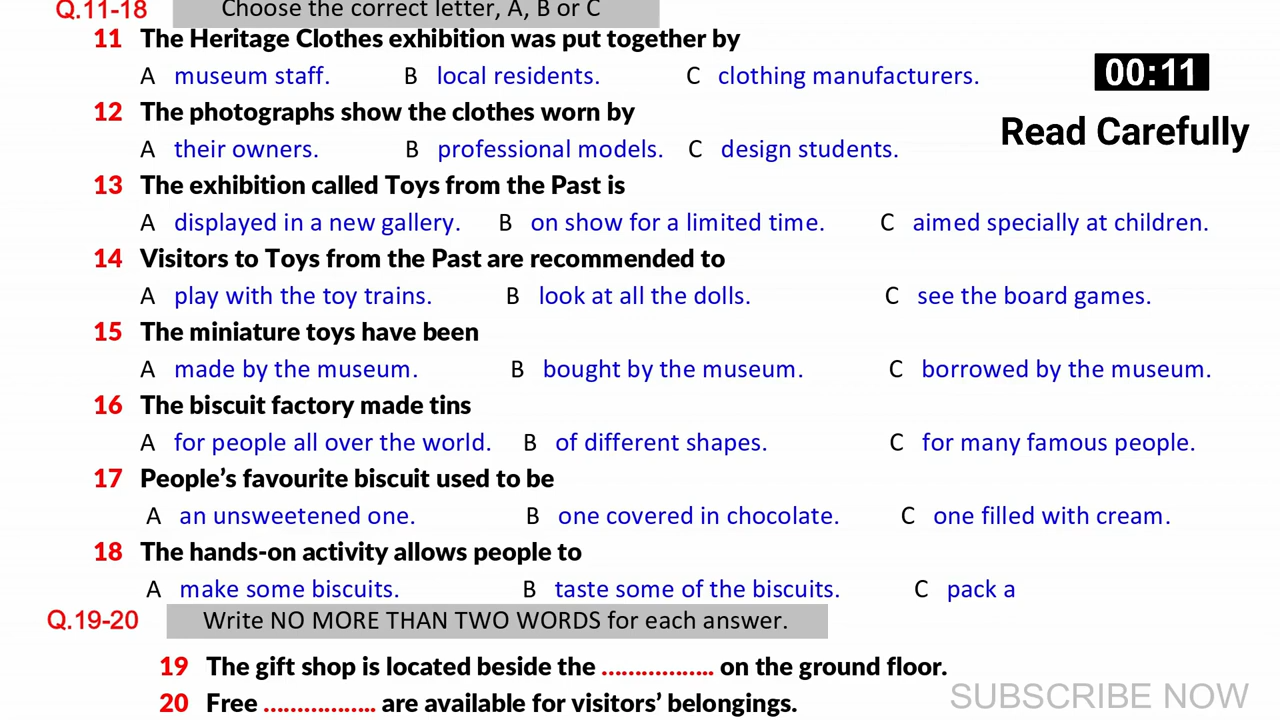 Q.11-18 Choose the correct letter, A, B or C
11 The Heritage Clothes exhibition was put together by
A museum staff. B local residents. C clothing manufacturers.
00:11
12 The photographs show the clothes worn by
Read Carefully
A their owners. B professional models. C design students.
13 The exhibition called Toys from the Past is
A displayed in a new gallery. B on show for a limited time. C aimed specially at children.
14 Visitors to Toys from the Past are recommended to
A play with the toy trains. B look at all the dolls. C see the board games.
15 The miniature toys have been
A made by the museum. B bought by the museum. C borrowed by the museum.
16 The biscuit factory made tins
A for people all over the world. B of different shapes. C for many famous people.
17 People’s favourite biscuit used to be
A an unsweetened one. B one covered in chocolate. C one filled with cream.
18 The hands-on activity allows people to
A make some biscuits. B taste some of the biscuits. C pack a
Q.19-20 Write NO MORE THAN TWO WORDS for each answer.
19 The gift shop is located beside the ................. on the ground floor.
20 Free ................. are available for visitors’ belongings.
SUBSCRIBE NOW